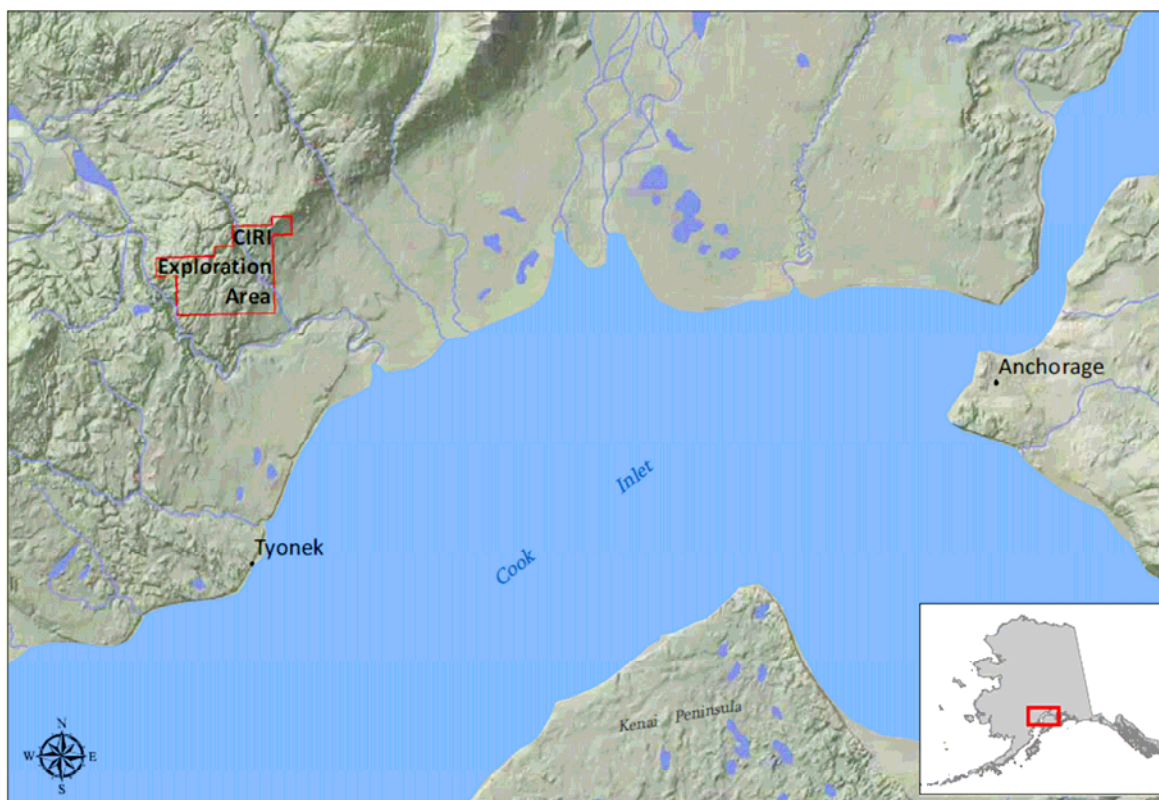 CIRI
Exploration
Area
Anchorage
Inlet
Cook
Tyonek
Kenai Peninsula
N
W
E
S